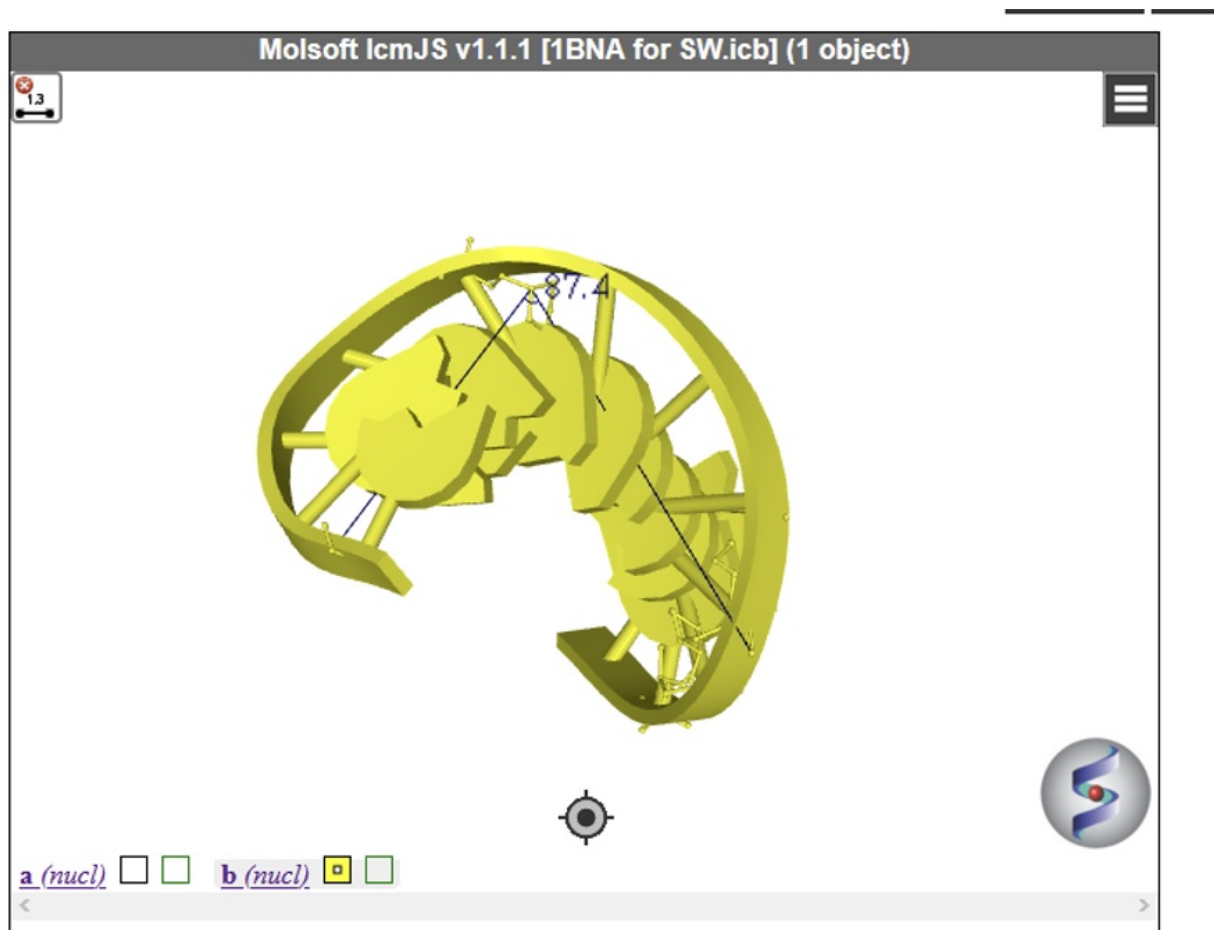 Molsoft IcmJS v1.1.1 [1BNA for SW.icb] (1 object)
1.3
87.4
a (nucl) b (nucl)